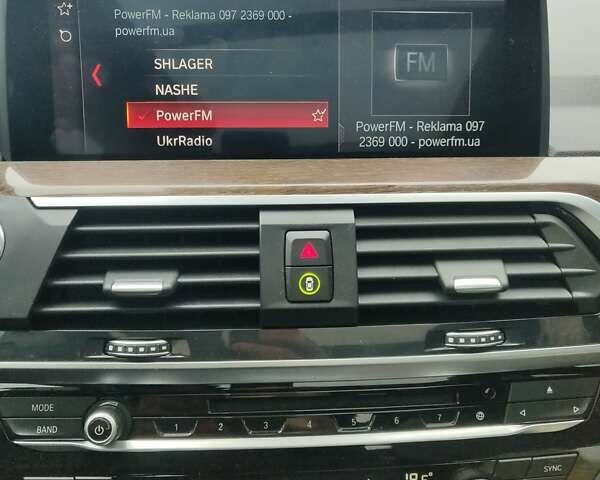 PowerFM - Reklama 097 2369 000 -
powerfm.ua
SHLAGER
NASHE
PowerFM
UkrRadio
FM
PowerFM - Reklama 097
2369 000 - powerfm.ua
MODE
BAND
1 2 3 4 5 6 7
SYNC